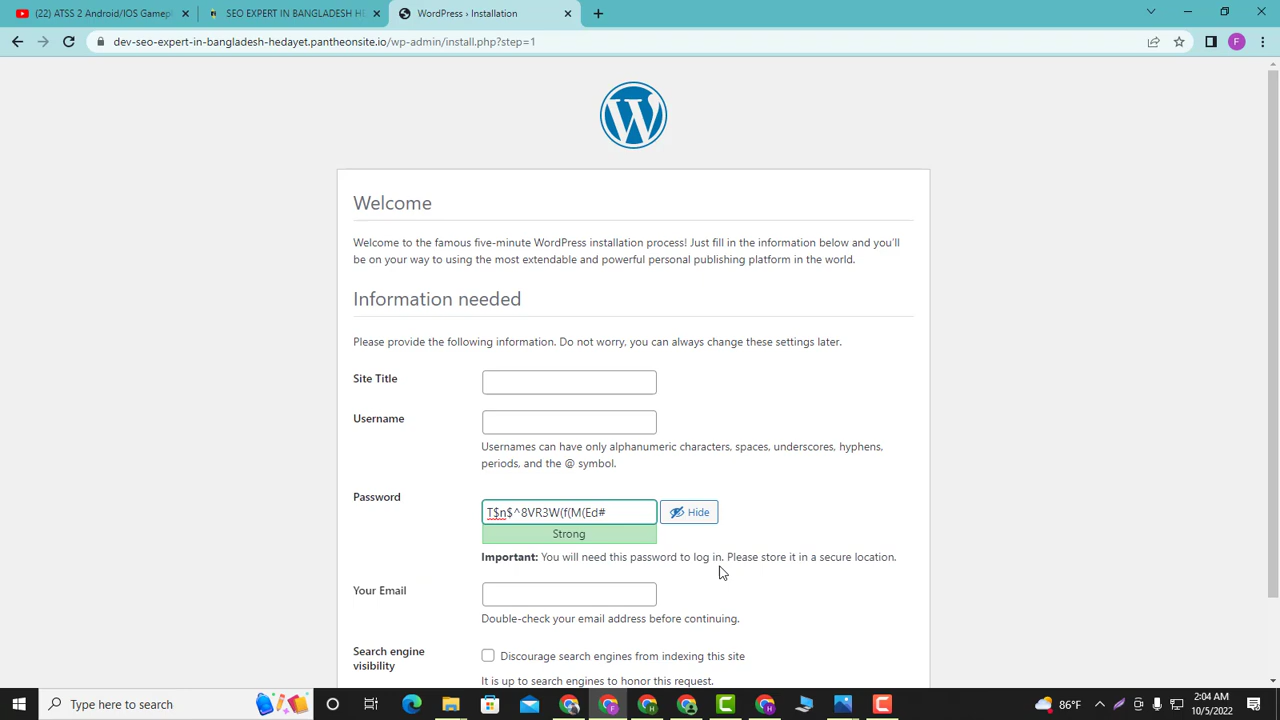 (22) ATSS 2 Android/IOS Gamepl
SEO EXPERT IN BANGLADESH HE
WordPress › Installation
dev-seo-expert-in-bangladesh-hedayet.pantheonsite.io/wp-admin/install.php?step=1
F
Welcome
Welcome to the famous five-minute WordPress installation process! Just fill in the information below and you'll
be on your way to using the most extendable and powerful personal publishing platform in the world.
Information needed
Please provide the following information. Do not worry, you can always change these settings later.
Site Title
Username
Usernames can have only alphanumeric characters, spaces, underscores, hyphens,
periods, and the @ symbol.
Password
T$n$^8VR3W(f(M(Ed#
Hide
Strong
Important: You will need this password to log in. Please store it in a secure location.
Your Email
Double-check your email address before continuing.
Search engine
visibility
Discourage search engines from indexing this site
It is up to search engines to honor this request.
Type here to search
86°F
2:04 AM
10/5/2022